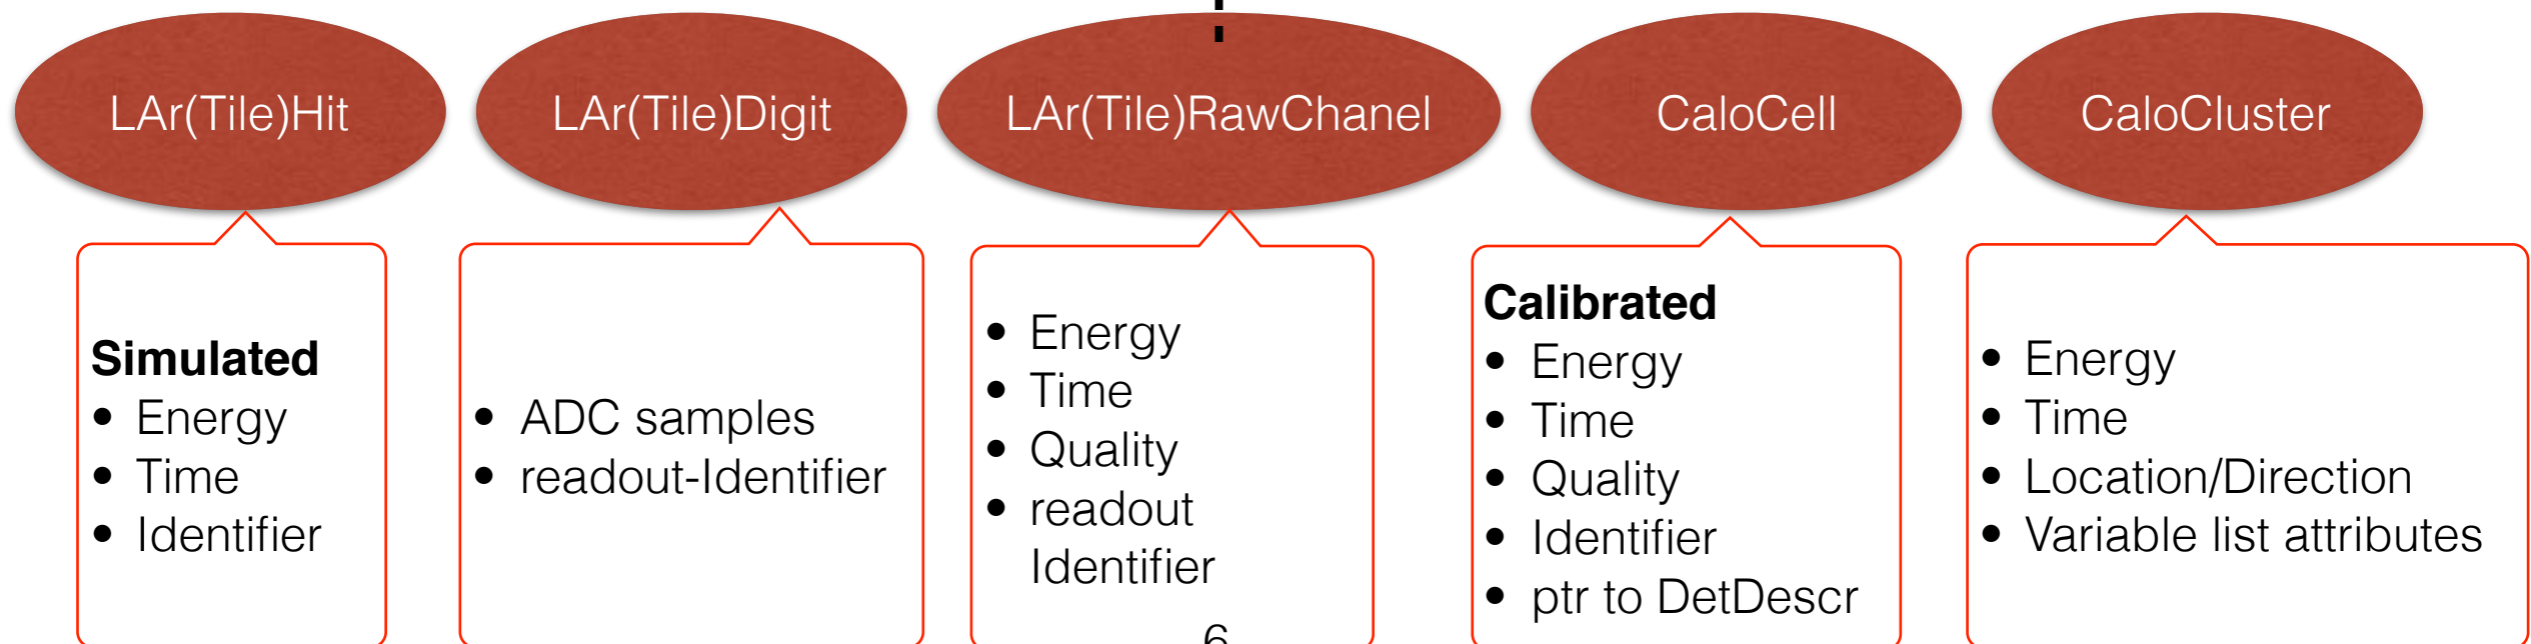 LAr(Tile)Hit
LAr(Tile)Digit
LAr(Tile)RawChanel
CaloCell
CaloCluster
Simulated
• Energy
• Time
• Identifier
• ADC samples
• readout-Identifier
• Energy
• Time
• Quality
• readout
Identifier
Calibrated
• Energy
• Time
• Quality
• Identifier
• ptr to DetDescr
• Energy
• Time
• Location/Direction
• Variable list attributes
6